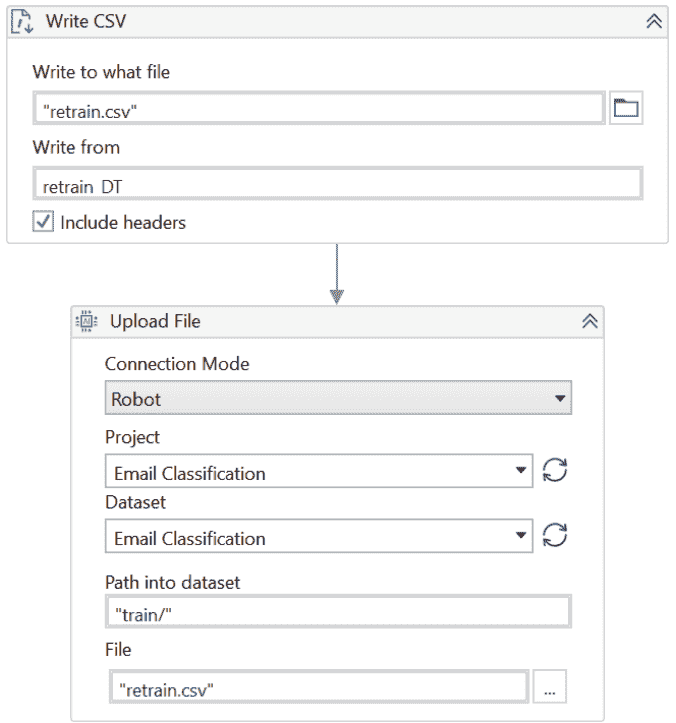 Write CSV
Write to what file
"retrain.csv"
Write from
retrain_DT
Include headers
Upload File
Connection Mode
Robot
Project
Email Classification
Dataset
Email Classification
Path into dataset
"train/"
File
"retrain.csv"
...